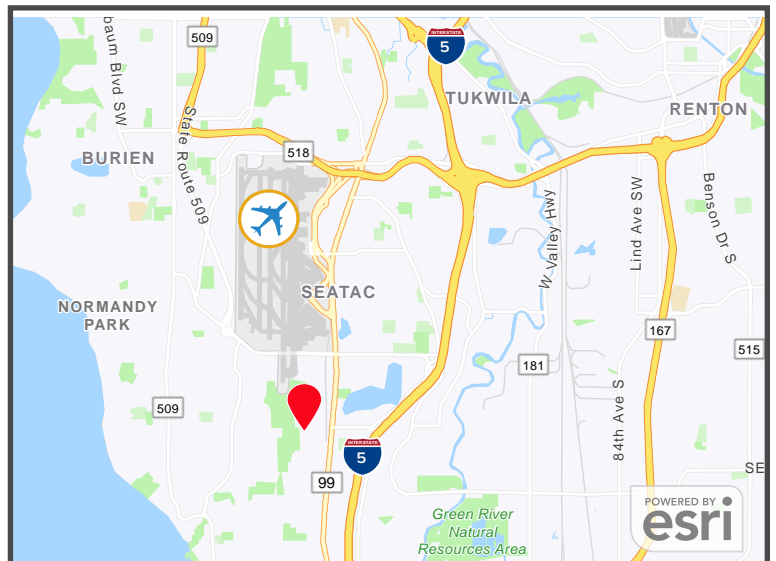 baum Blvd SW
509
INTERSTATE
5
TUKWILA
RENTON
State Route 509
518
BURIEN
Benson Dr S
Lind Ave SW
W Valley Hwy
SEATAC
NORMANDY
PARK
167
515
181
84th Ave S
509
INTERSTATE
5
99
SE
POWERED BY
esri
Green River
Natural
Resources Area